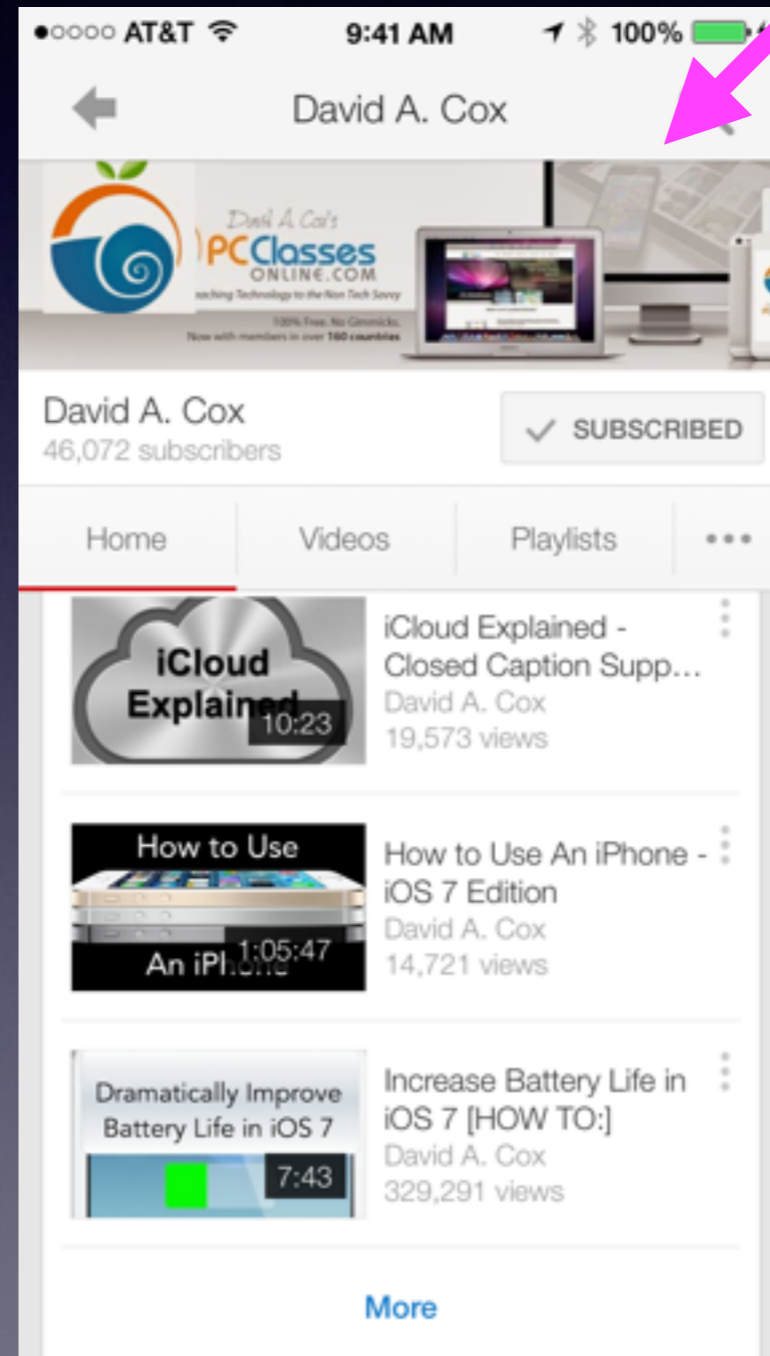 AT&T 9:41 AM 100%
David A. Cox
David A. Cox's
PCClasses
ONLINE.COM
Teaching Technology to the Non Tech Savvy
100% Free. No Gimmicks.
Now with members in over 160 countries
David A. Cox
46,072 subscribers
SUBSCRIBED
Home Videos Playlists
iCloud
Explained
10:23
iCloud Explained -
Closed Caption Supp...
David A. Cox
19,573 views
How to Use
An iPhone
1:05:47
How to Use An iPhone -
iOS 7 Edition
David A. Cox
14,721 views
Dramatically Improve
Battery Life in iOS 7
7:43
Increase Battery Life in
iOS 7 [HOW TO:]
David A. Cox
329,291 views
More